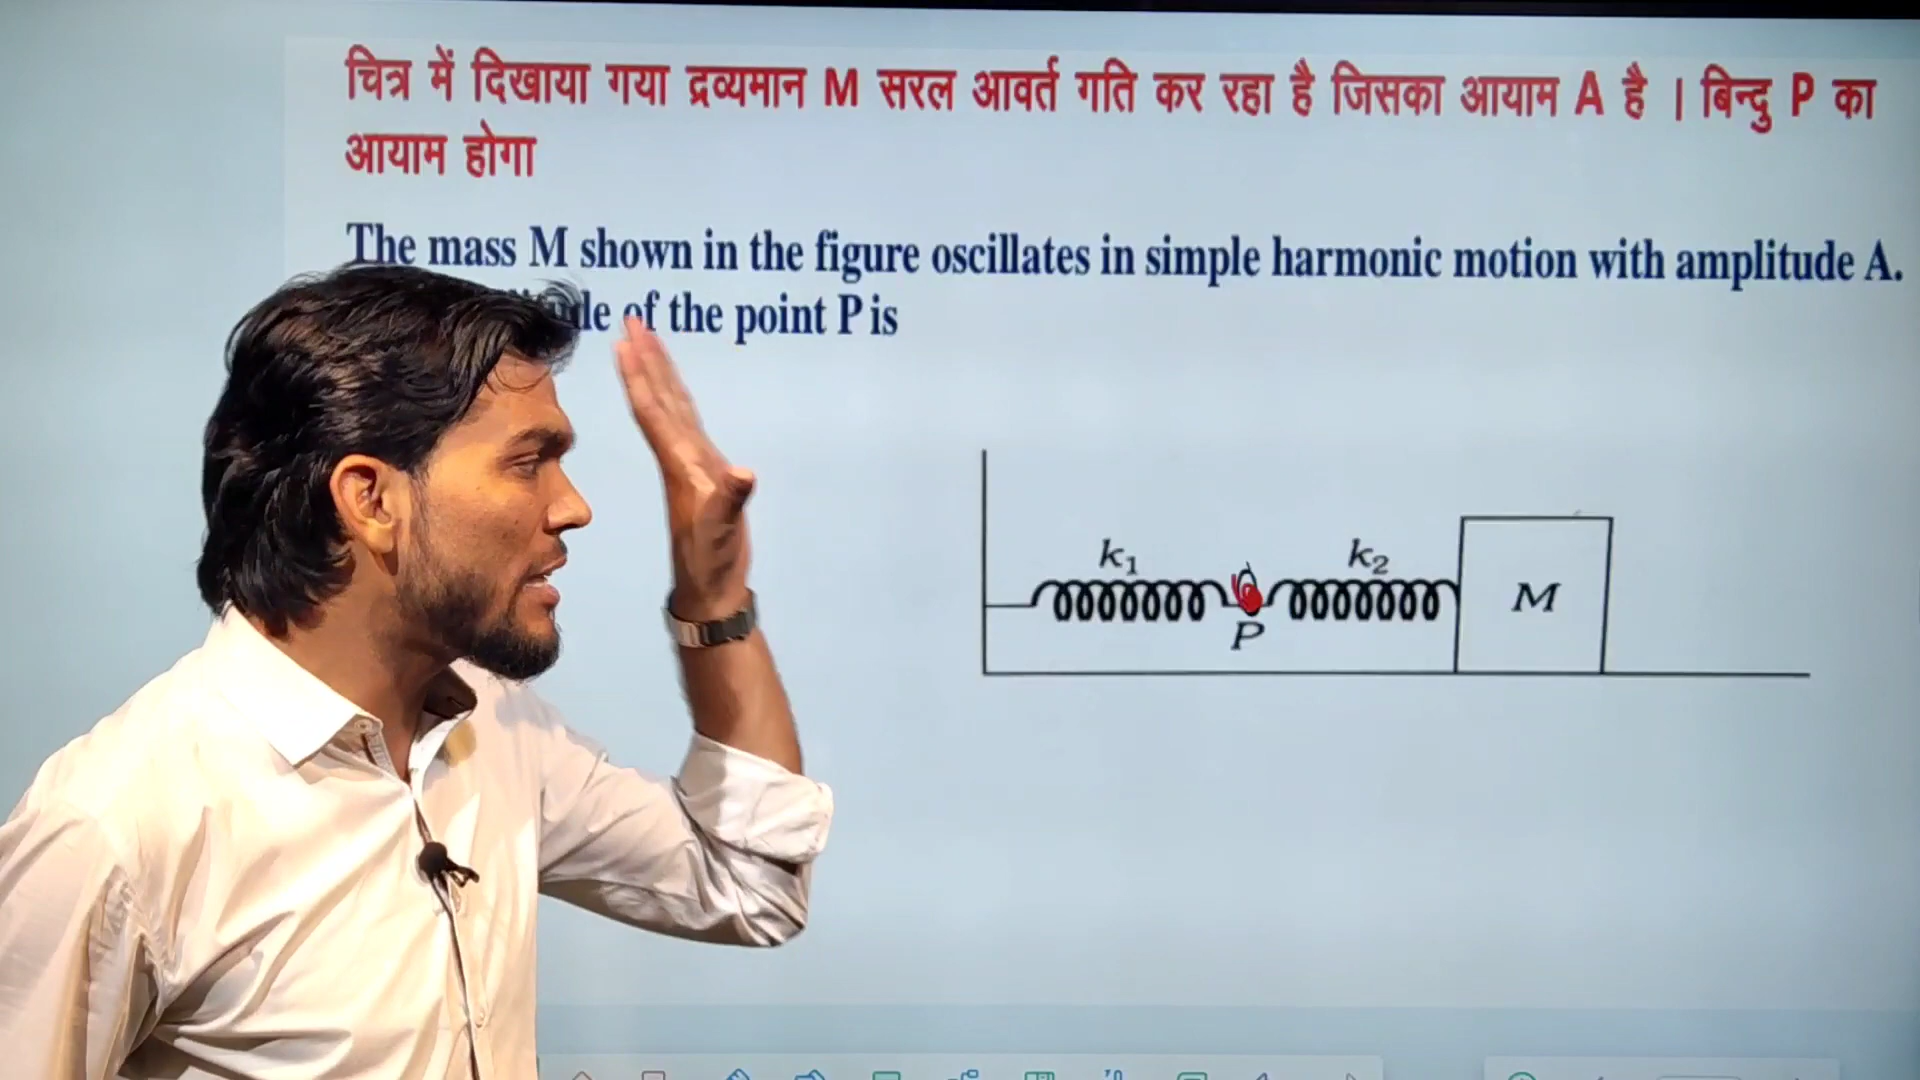 चित्र में दिखाया गया द्रव्यमान M सरल आवर्त गति कर रहा है जिसका आयाम A है । बिन्दु P का
आयाम होगा
The mass M shown in the figure oscillates in simple harmonic motion with amplitude A.
of the point P is
k₁
k₂
M
P